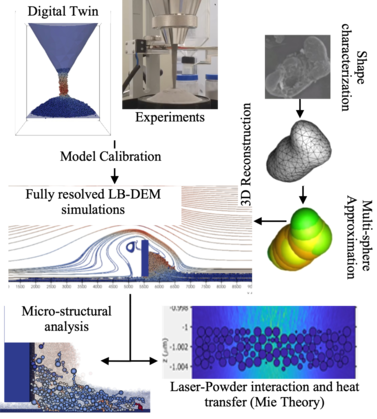 Digital Twin
Experiments
Model Calibration
Shape
characterization
3D Reconstruction
Multi-sphere
Approximation
Fully resolved LB-DEM
simulations
Micro-structural
analysis
-0.998
-1
-1.002
-1.004
z (μm)
Laser-Powder interaction and heat
transfer (Mie Theory)